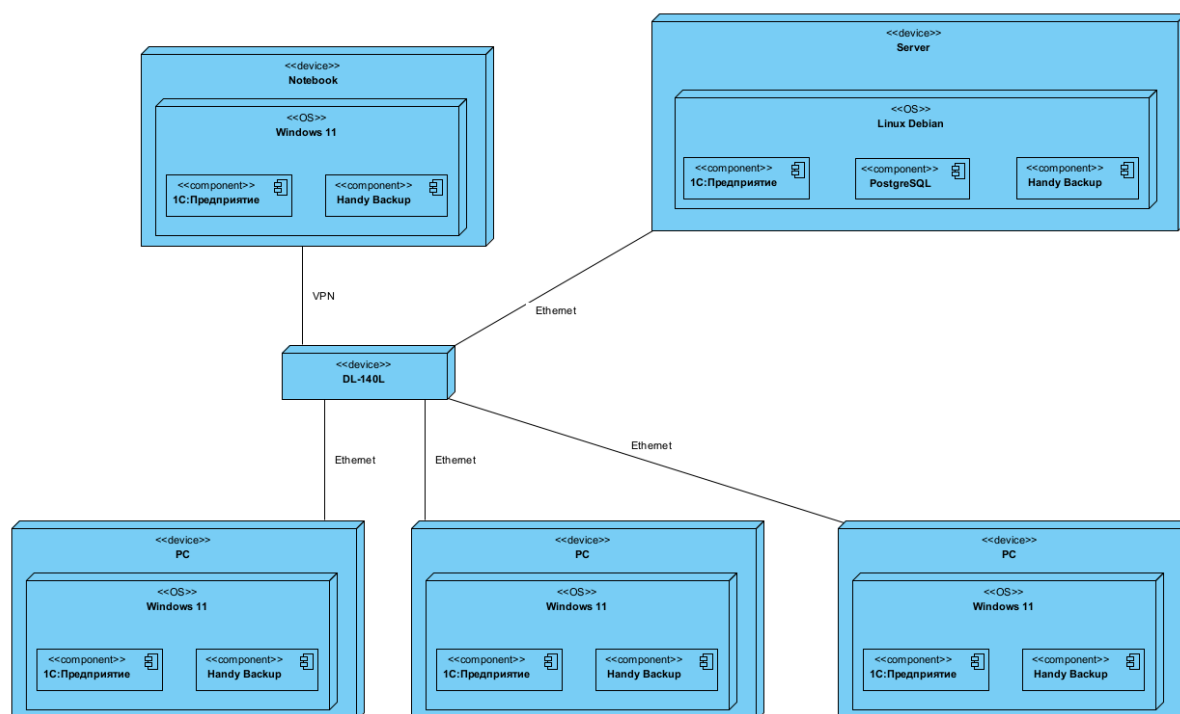 <<device>>
Notebook
<<OS>>
Windows 11
<<component>>
1С:Предприятие
<<component>>
Handy Backup
<<device>>
Server
<<OS>>
Linux Debian
<<component>>
1С:Предприятие
<<component>>
PostgreSQL
<<component>>
Handy Backup
VPN
Ethernet
<<device>>
DL-140L
Ethernet
Ethernet
Ethernet
<<device>>
PC
<<OS>>
Windows 11
<<component>>
1С:Предприятие
<<component>>
Handy Backup
<<device>>
PC
<<OS>>
Windows 11
<<component>>
1С:Предприятие
<<component>>
Handy Backup
<<device>>
PC
<<OS>>
Windows 11
<<component>>
1С:Предприятие
<<component>>
Handy Backup